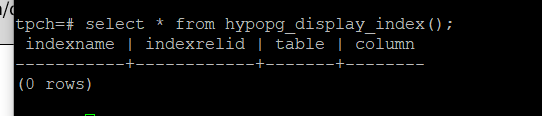 tpch=# select * from hypopg_display_index();
indexname | indexrelid | table | column
-----------+------------+-------+--------
(0 rows)